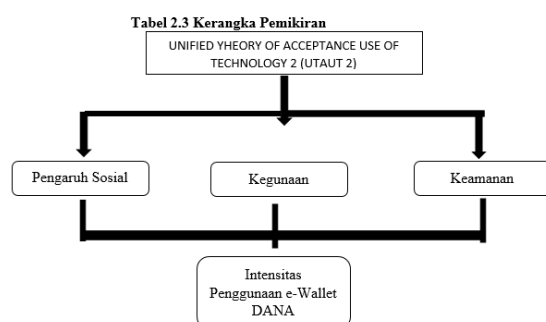 Tabel 2.3 Kerangka Pemikiran
UNIFIED YHEORY OF ACCEPTANCE USE OF
TECHNOLOGY 2 (UTAUT 2)
Pengaruh Sosial
Kegunaan
Keamanan
Intensitas
Penggunaan e-Wallet
DANA